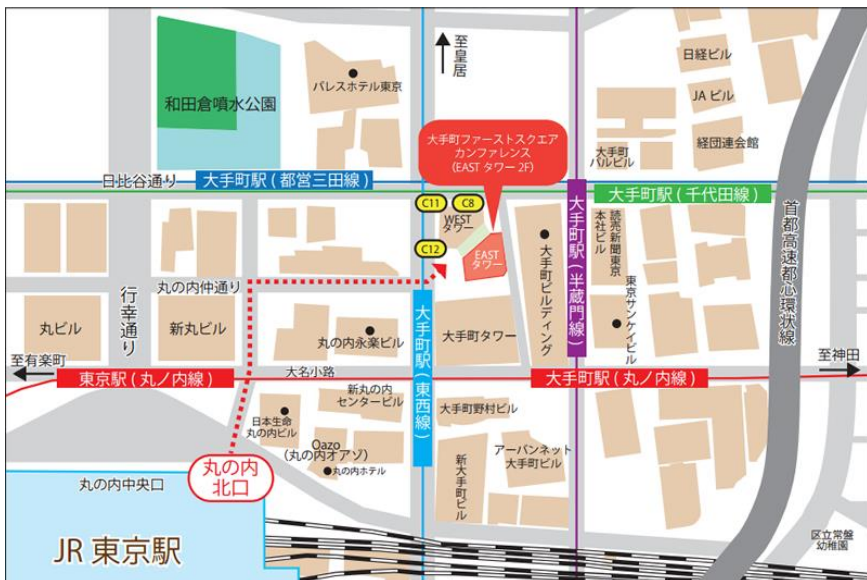 至皇居
日経ビル
JAビル
経団連会館
パレスホテル東京
和田倉噴水公園
大手町ファーストスクエア
カンファレンス
(EASTタワー2F)
大手町
パルビル
日比谷通り
大手町駅(都営三田線)
大手町駅(千代田線)
C11
C8
WEST
タワー
C12
EAST
タワー
大手町ビルディング
大手町駅(半蔵門線)
読売新聞東京
本社ビル
東京サンケイビル
首都高速都心環状線
丸の内仲通り
行幸通り
丸ビル
新丸ビル
丸の内永楽ビル
大手町駅(東西線)
大手町タワー
至有楽町
至神田
東京駅(丸ノ内線)
大名小路
大手町駅(丸ノ内線)
新丸の内
センタービル
日本生命
丸の内ビル
Oazo
(丸の内オアゾ)
丸の内ホテル
大手町野村ビル
新大手町ビル
アーバンネット
大手町ビル
丸の内
北口
丸の内中央口
JR東京駅
区立常盤
幼稚園